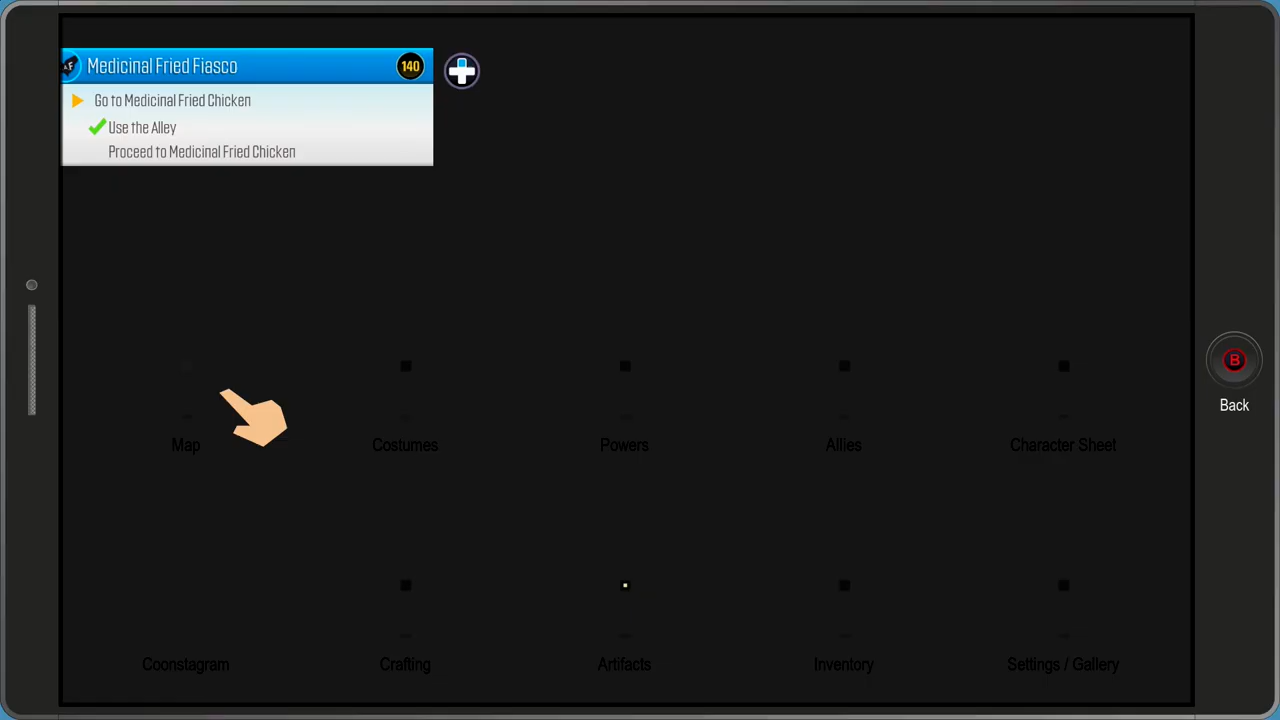 Medicinal Fried Fiasco
140
Go to Medicinal Fried Chicken
Use the Alley
Proceed to Medicinal Fried Chicken
B
Back
Map
Costumes
Powers
Allies
Character Sheet
Coonstagram
Crafting
Artifacts
Inventory
Settings / Gallery